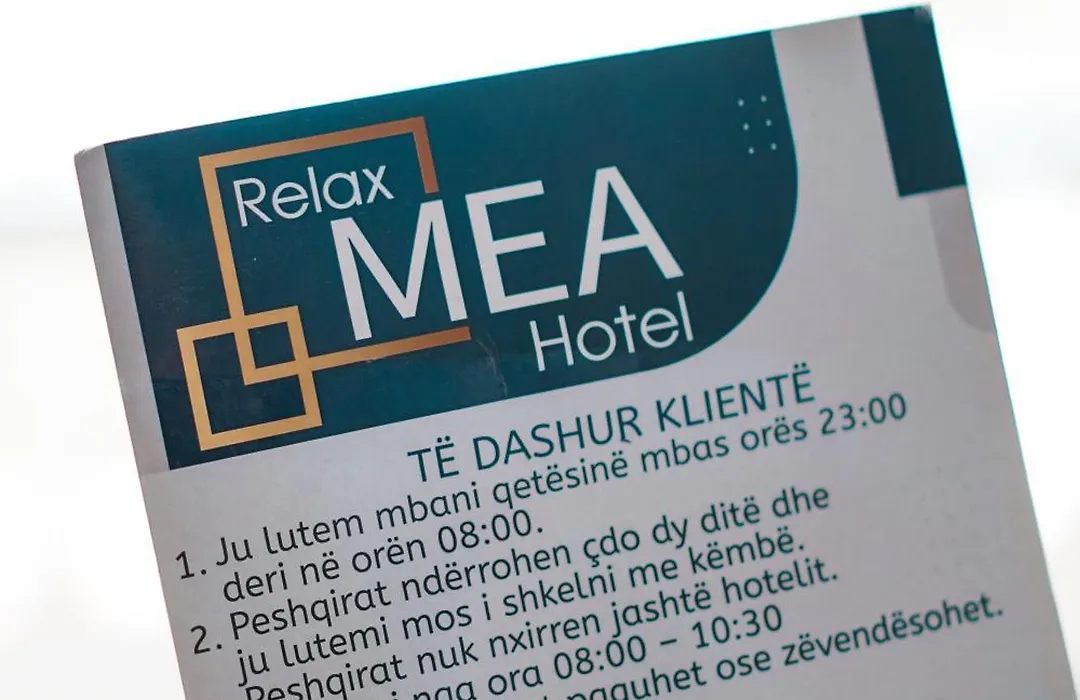 Relax
MEA
Hotel
TË DASHUR KLIENTË
1. Ju lutem mbani qetësinë mbas orës 23:00
deri në orën 08:00.
2. Peshqirat ndërrohen çdo dy ditë dhe
ju lutemi mos i shkelni me këmbë.
Peshqirat nuk nxirren jashtë hotelit.
nga ora 08:00 – 10:30
paguhet ose zëvendësohet.